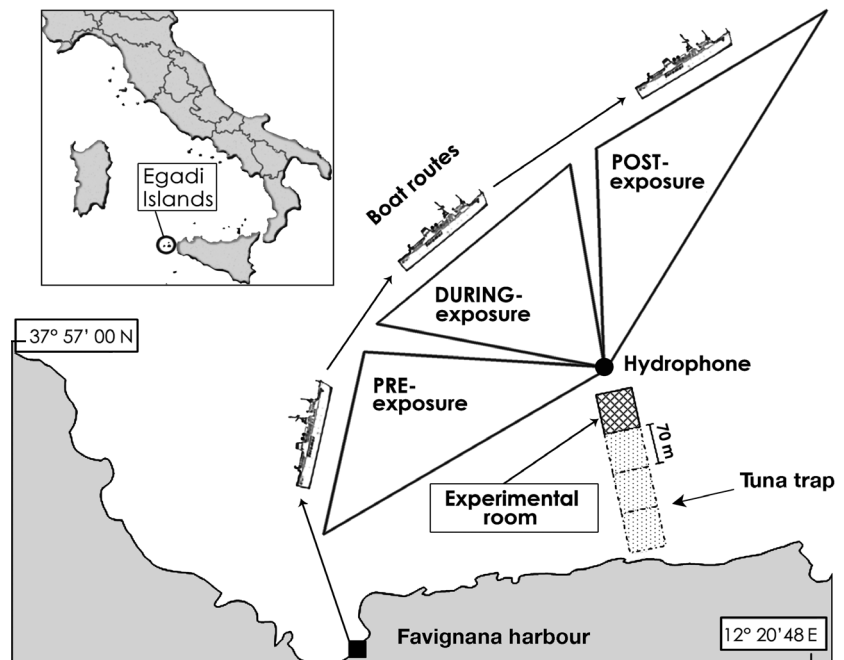 Egadi
Islands
Boat routes
POST-
exposure
DURING-
exposure
PRE-
exposure
37° 57' 00 N
Hydrophone
70 m
Experimental
room
Tuna trap
Favignana harbour
12° 20'48 E